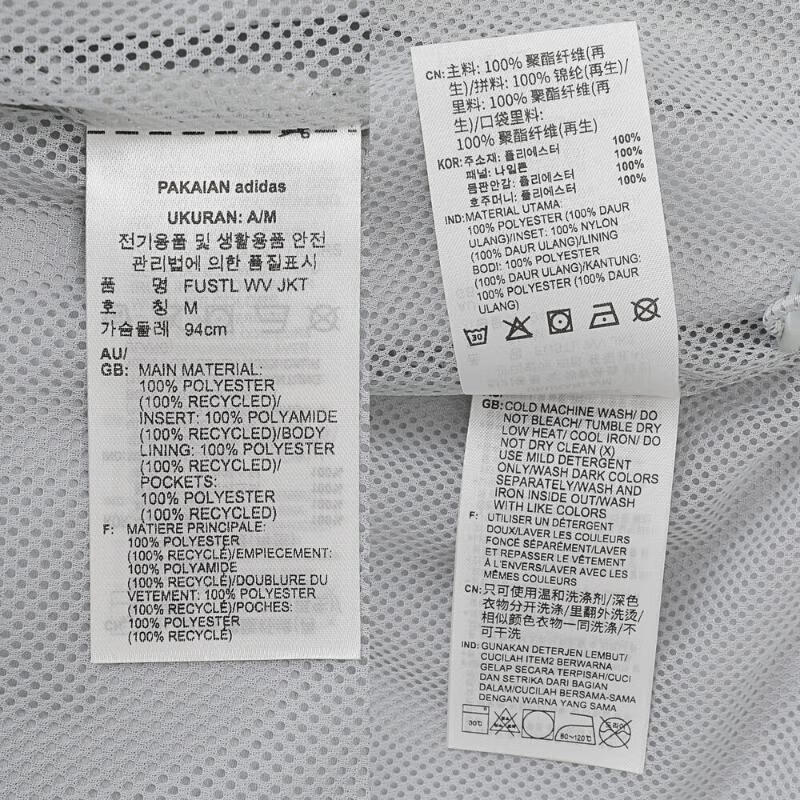 PAKAIAN adidas
UKURAN: A/M
전기용품 및 생활용품 안전
관리법에 의한 품질표시
품 명 FUSTL WV JKT
호 칭 M
가슴둘레 94cm
AU/
GB: MAIN MATERIAL:
100% POLYESTER
(100% RECYCLED)/
INSERT: 100% POLYAMIDE
(100% RECYCLED)/BODY
LINING: 100% POLYESTER
(100% RECYCLED)/
POCKETS:
100% POLYESTER
(100% RECYCLED)
F: MATIERE PRINCIPALE:
100% POLYESTER
(100% RECYCLÉ)/EMPIECEMENT:
100% POLYAMIDE
(100% RECYCLÉ)/DOUBLURE DU
VETEMENT: 100% POLYESTER
(100% RECYCLÉ)/POCHES:
100% POLYESTER
(100% RECYCLÉ)
CN: 主料: 100% 聚酯纤维(再
生)/拼料: 100% 锦纶(再生)/
里料: 100% 聚酯纤维(再
生)/口袋里料:
100% 聚酯纤维(再生)
KOR: 주소재: 폴리에스터 100%
패널: 나일론 100%
몸판안감: 폴리에스터 100%
호주머니: 폴리에스터 100%
IND: MATERIAL UTAMA:
100% POLYESTER (100% DAUR
ULANG)/INSET: 100% NYLON
(100% DAUR ULANG)/LINING
BODI: 100% POLYESTER
(100% DAUR ULANG)/KANTUNG:
100% POLYESTER (100% DAUR
ULANG)
30
GB: COLD MACHINE WASH/ DO
NOT BLEACH/ TUMBLE DRY
LOW HEAT/ COOL IRON/ DO
NOT DRY CLEAN (X)
USE MILD DETERGENT
ONLY/WASH DARK COLORS
SEPARATELY/WASH AND
IRON INSIDE OUT/WASH
WITH LIKE COLORS
F: UTILISER UN DÉTERGENT
DOUX/LAVER LES COULEURS
FONCE SÉPARÉMENT/LAVER
ET REPASSER LE VÊTEMENT
À L'ENVERS/LAVER AVEC LES
MÊMES COULEURS
CN: 只可使用温和洗涤剂/深色
衣物分开洗涤/里翻外洗烫/
相似颜色衣物一同洗涤/不
可干洗
IND: GUNAKAN DETERJEN LEMBUT/
CUCILAH ITEM2 BERWARNA
GELAP SECARA TERPISAH/CUCI
DAN SETRIKA DARI BAGIAN
DALAM/CUCILAH BERSAMA-SAMA
DENGAN WARNA YANG SAMA
30℃ 80~120℃